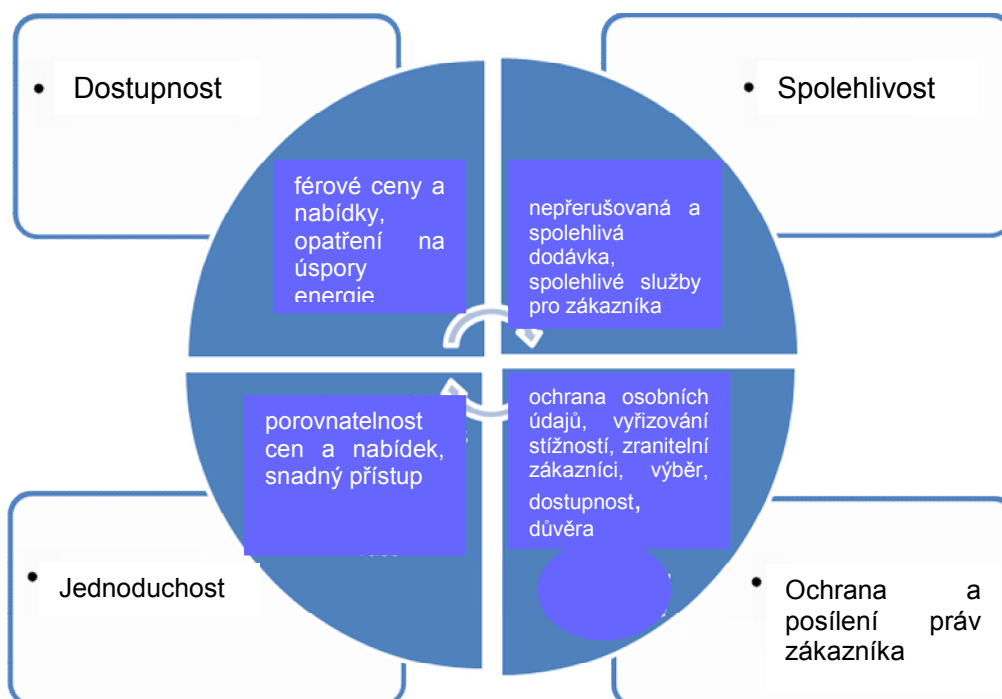 Dostupnost
Spolehlivost
férové ceny a
nabídky,
opatření na
úspory
energie
nepřerušovaná a
spolehlivá
dodávka,
spolehlivé služby
pro zákazníka
porovnatelnost
cen a nabídek,
snadný přístup
ochrana osobních
údajů, vyřizování
stížností, zranitelní
zákazníci, výběr,
dostupnost,
důvěra
Jednoduchost
Ochrana a
posílení práv
zákazníka